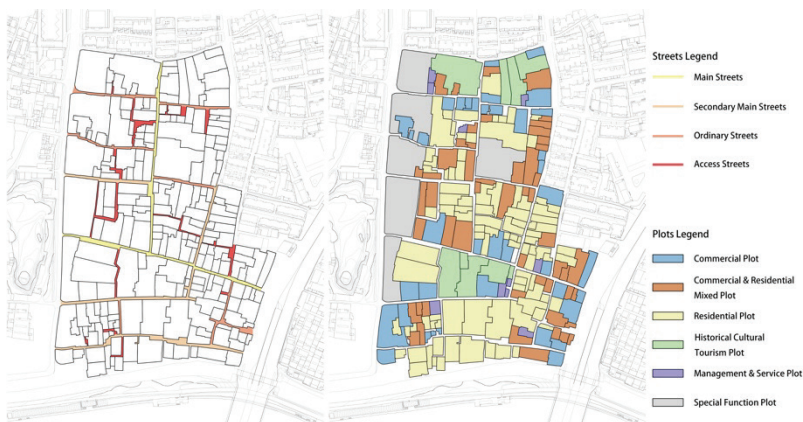 Streets Legend
Main Streets
Secondary Main Streets
Ordinary Streets
Access Streets
Plots Legend
Commercial Plot
Commercial & Residential
Mixed Plot
Residential Plot
Historical Cultural
Tourism Plot
Management & Service Plot
Special Function Plot